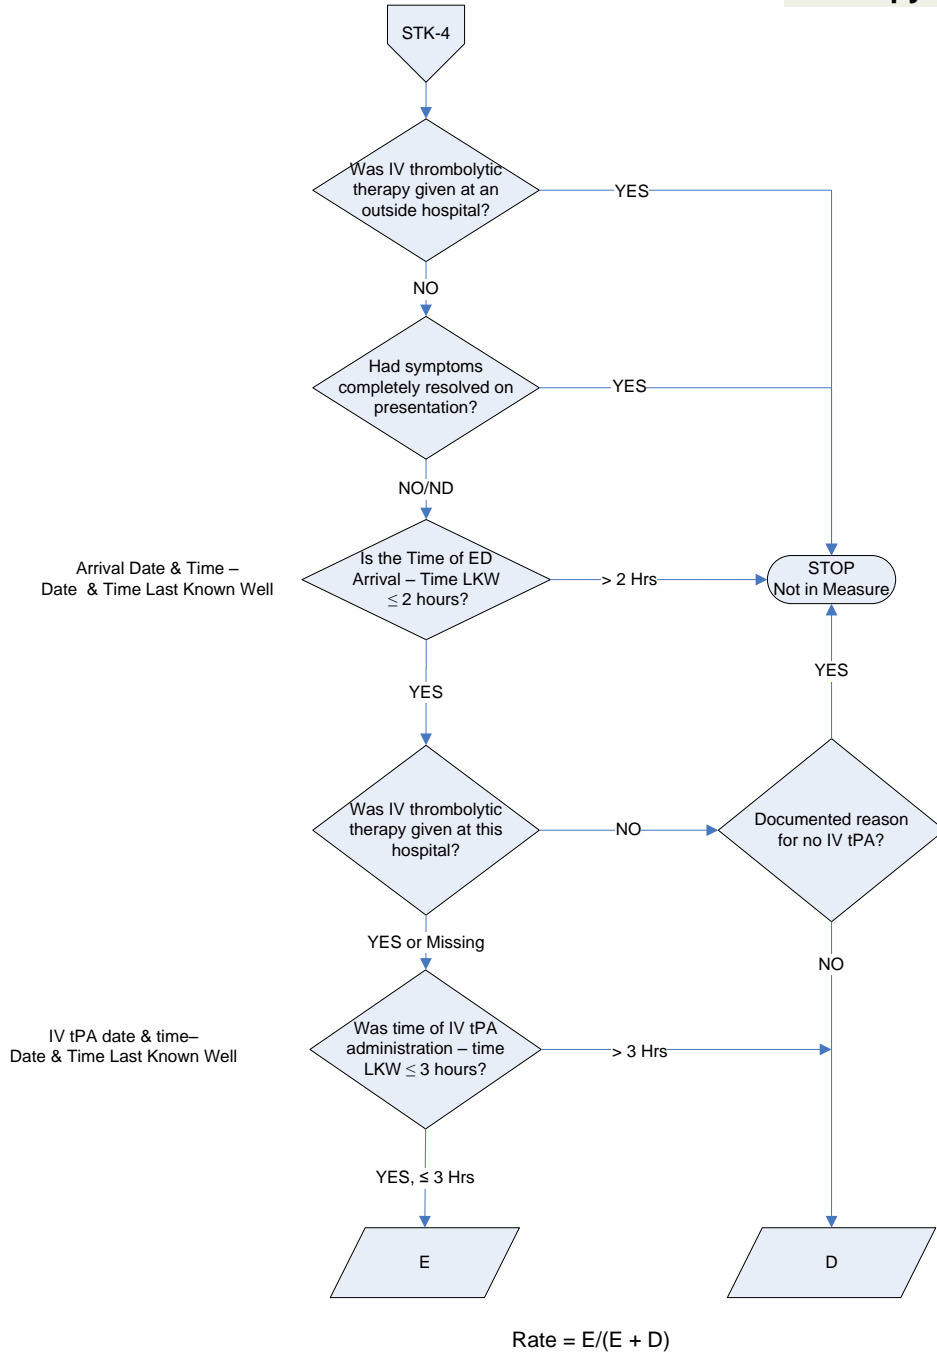 STK-4
Was IV thrombolytic
therapy given at an
outside hospital?
YES
NO
Had symptoms
completely resolved on
presentation?
YES
NO/ND
Arrival Date & Time –
Date & Time Last Known Well
Is the Time of ED
Arrival – Time LKW
≤ 2 hours?
> 2 Hrs
STOP
Not in Measure
YES
YES
Was IV thrombolytic
therapy given at this
hospital?
NO
Documented reason
for no IV tPA?
YES or Missing
NO
IV tPA date & time–
Date & Time Last Known Well
Was time of IV tPA
administration – time
LKW ≤ 3 hours?
> 3 Hrs
YES, ≤ 3 Hrs
E
D
Rate = E/(E + D)